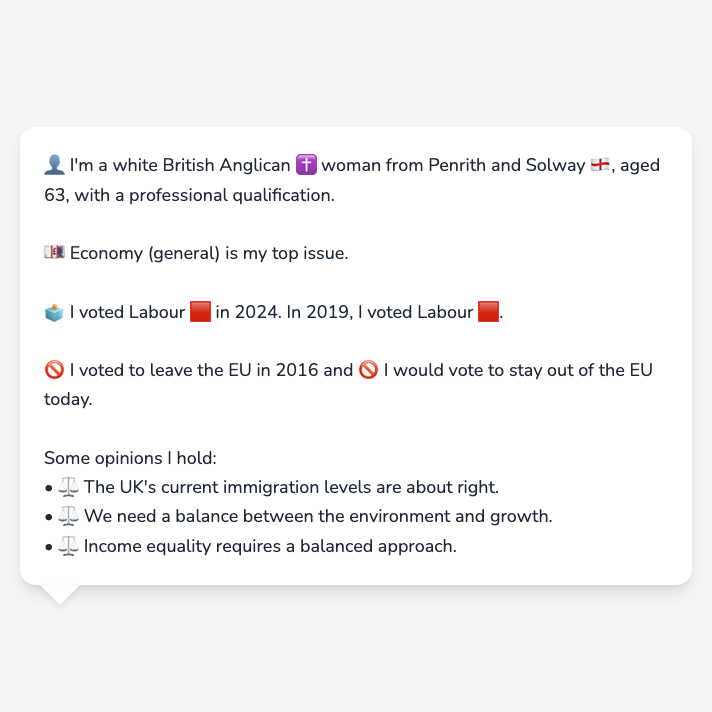 👤 I'm a white British Anglican ✝️ woman from Penrith and Solway 🏴󠁧󠁢󠁥󠁮󠁧󠁿, aged
63, with a professional qualification.
💷 Economy (general) is my top issue.
🗳️ I voted Labour 🟥 in 2024. In 2019, I voted Labour 🟥.
🚫 I voted to leave the EU in 2016 and 🚫 I would vote to stay out of the EU
today.
Some opinions I hold:
• ⚖️ The UK's current immigration levels are about right.
• ⚖️ We need a balance between the environment and growth.
• ⚖️ Income equality requires a balanced approach.